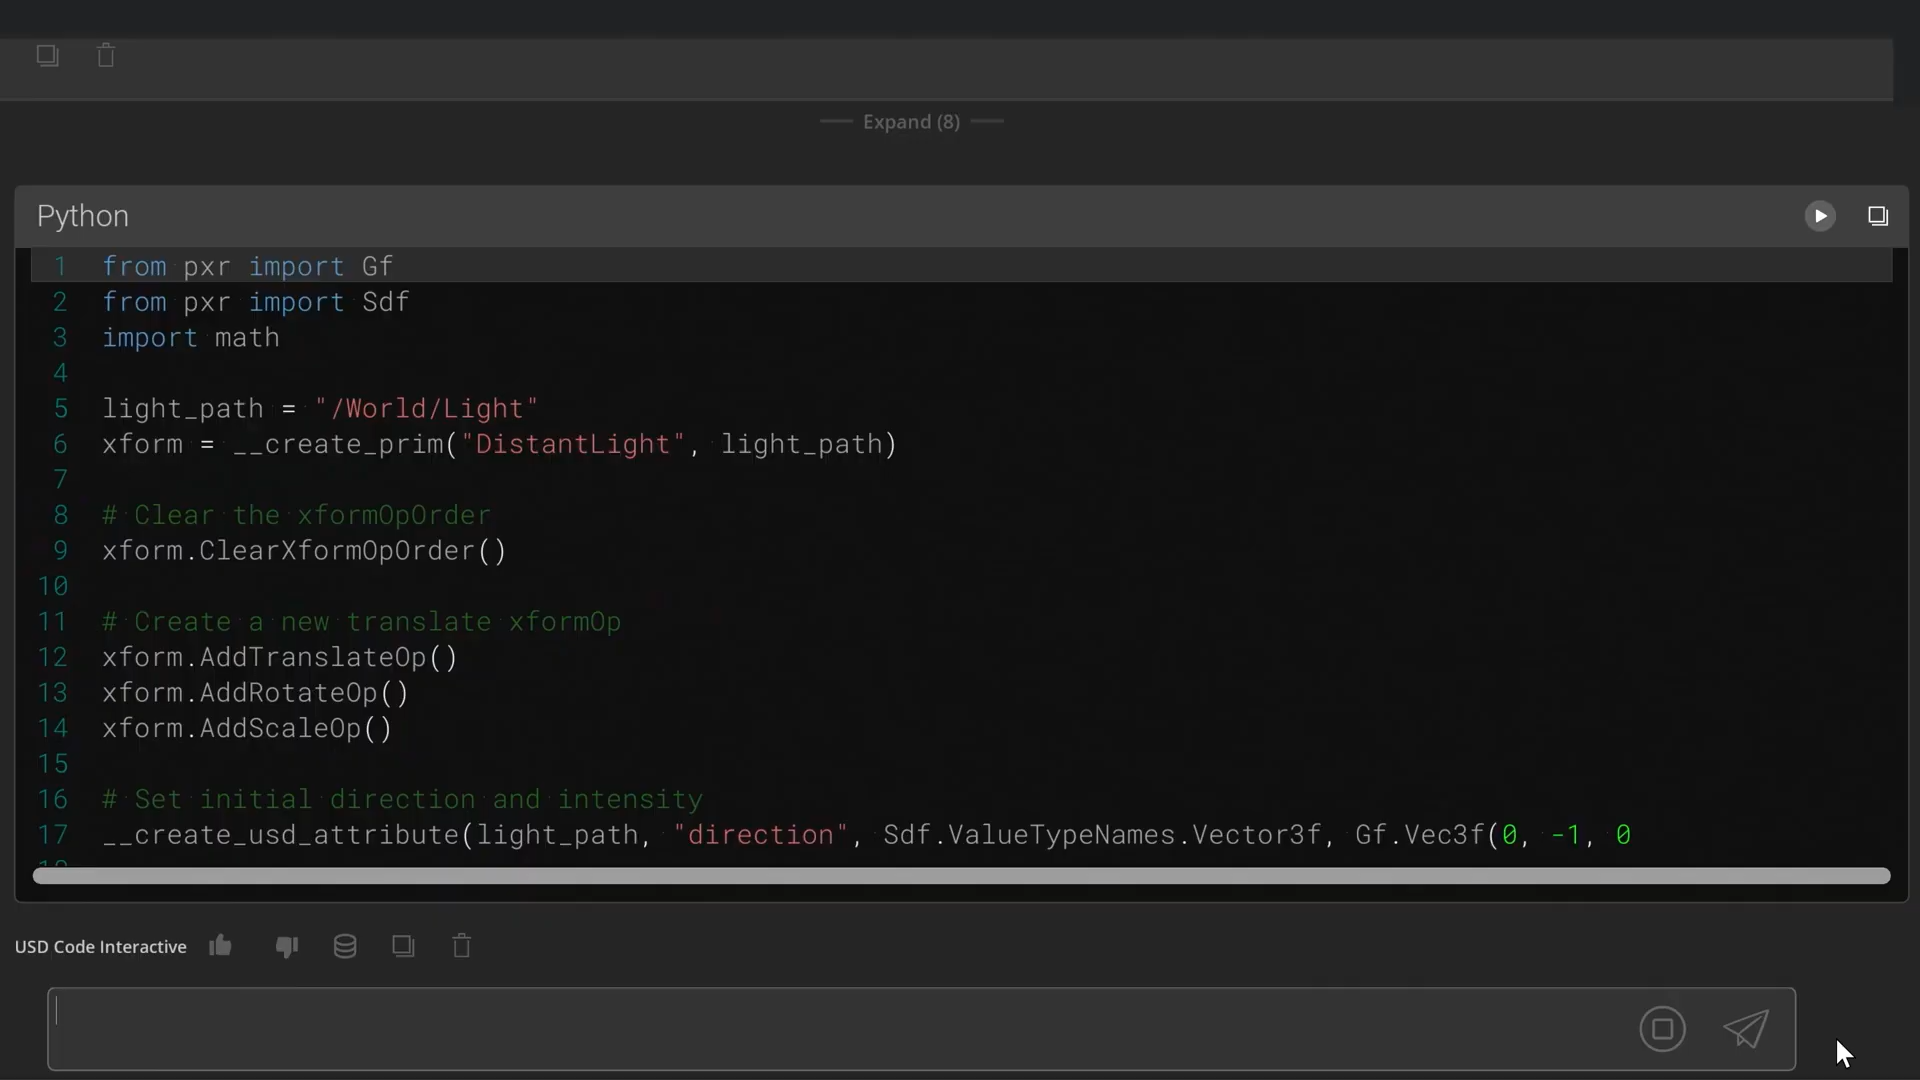 Expand (8)
Python
1 from pxr import Gf
2 from pxr import Sdf
3 import math
4
5 light_path = "/World/Light"
6 xform = __create_prim("DistantLight", light_path)
7
8 # Clear the xformOpOrder
9 xform.ClearXformOpOrder()
10
11 # Create a new translate xformOp
12 xform.AddTranslateOp()
13 xform.AddRotateOp()
14 xform.AddScaleOp()
15
16 # Set initial direction and intensity
17 __create_usd_attribute(light_path, "direction", Sdf.ValueTypeNames.Vector3f, Gf.Vec3f(0, -1, 0
USD Code Interactive